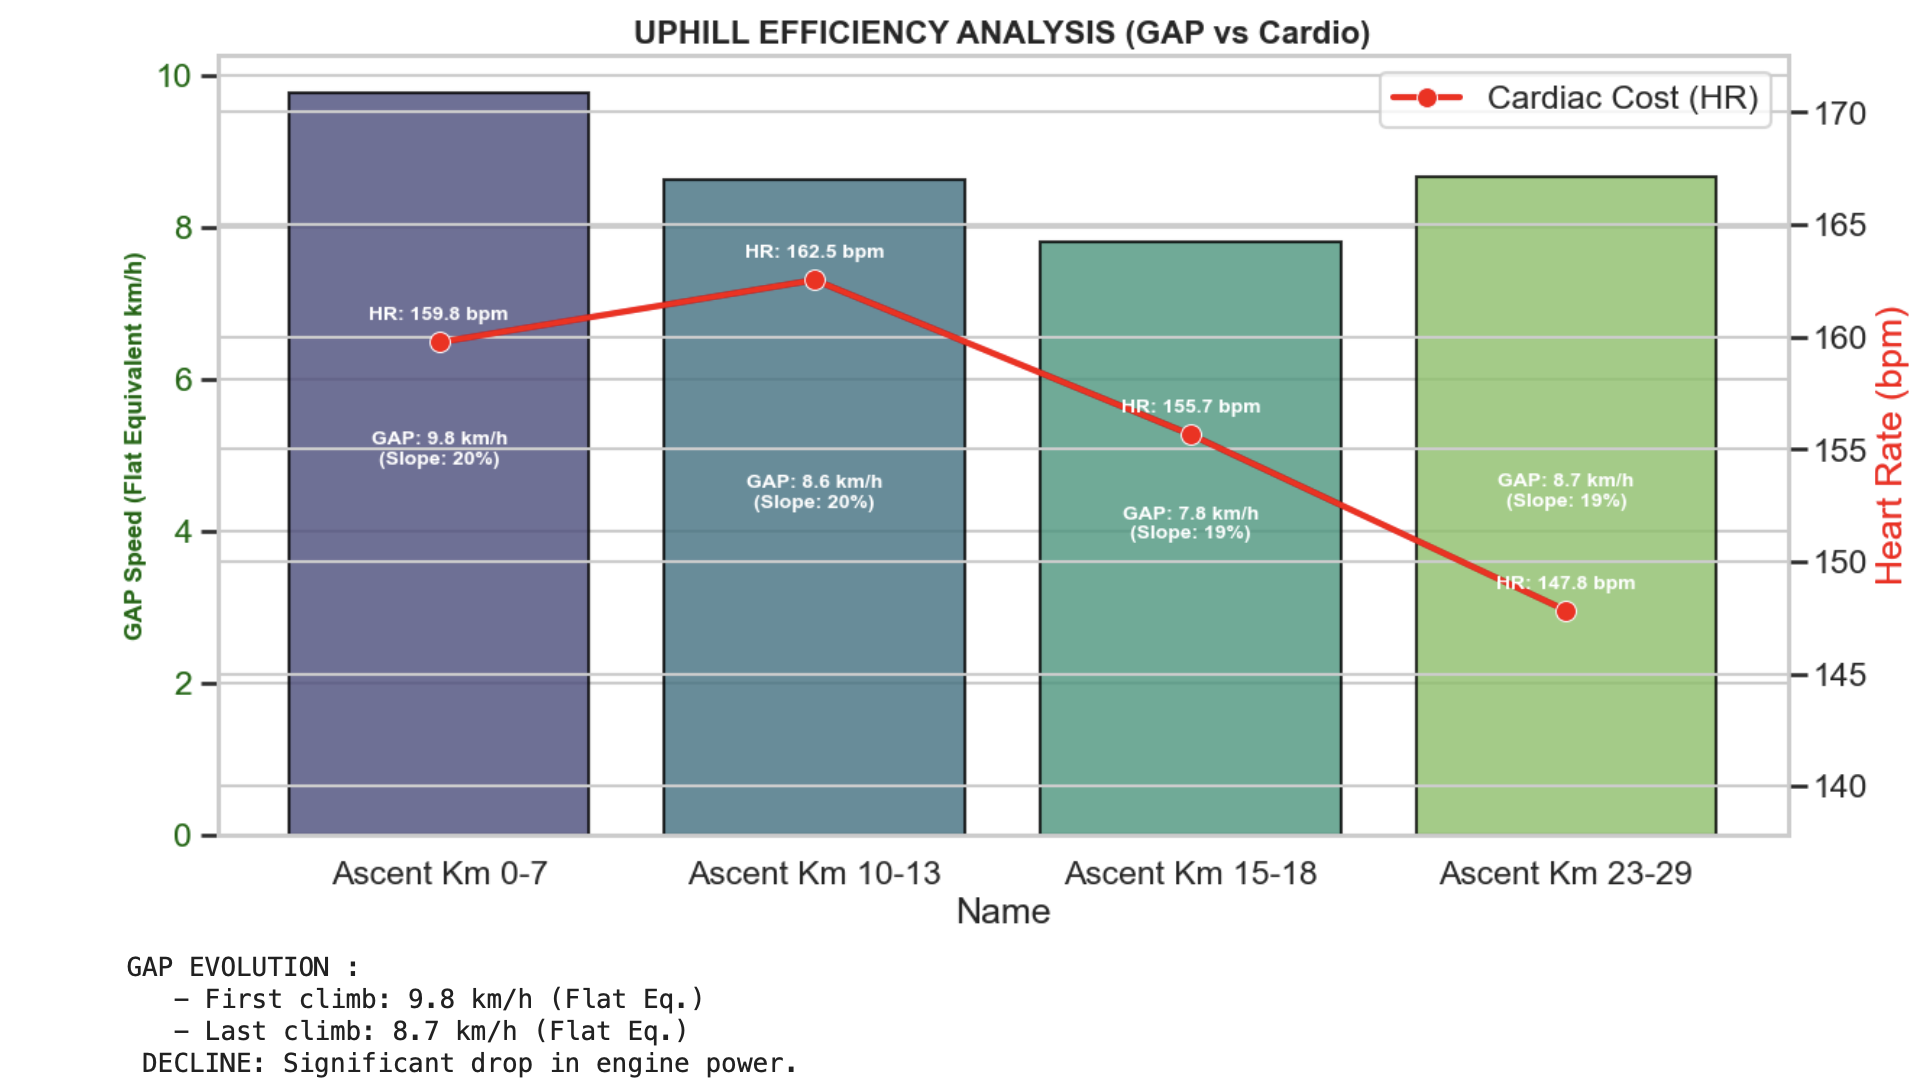 UPHILL EFFICIENCY ANALYSIS (GAP vs Cardio)
Cardiac Cost (HR)
GAP Speed (Flat Equivalent km/h)
10
8
6
4
2
0
HR: 159.8 bpm
GAP: 9.8 km/h
(Slope: 20%)
HR: 162.5 bpm
GAP: 8.6 km/h
(Slope: 20%)
HR: 155.7 bpm
GAP: 7.8 km/h
(Slope: 19%)
GAP: 8.7 km/h
(Slope: 19%)
HR: 147.8 bpm
170
165
160
155
150
145
140
Heart Rate (bpm)
Ascent Km 0-7
Ascent Km 10-13
Ascent Km 15-18
Ascent Km 23-29
Name
GAP EVOLUTION :
– First climb: 9.8 km/h (Flat Eq.)
– Last climb: 8.7 km/h (Flat Eq.)
DECLINE: Significant drop in engine power.